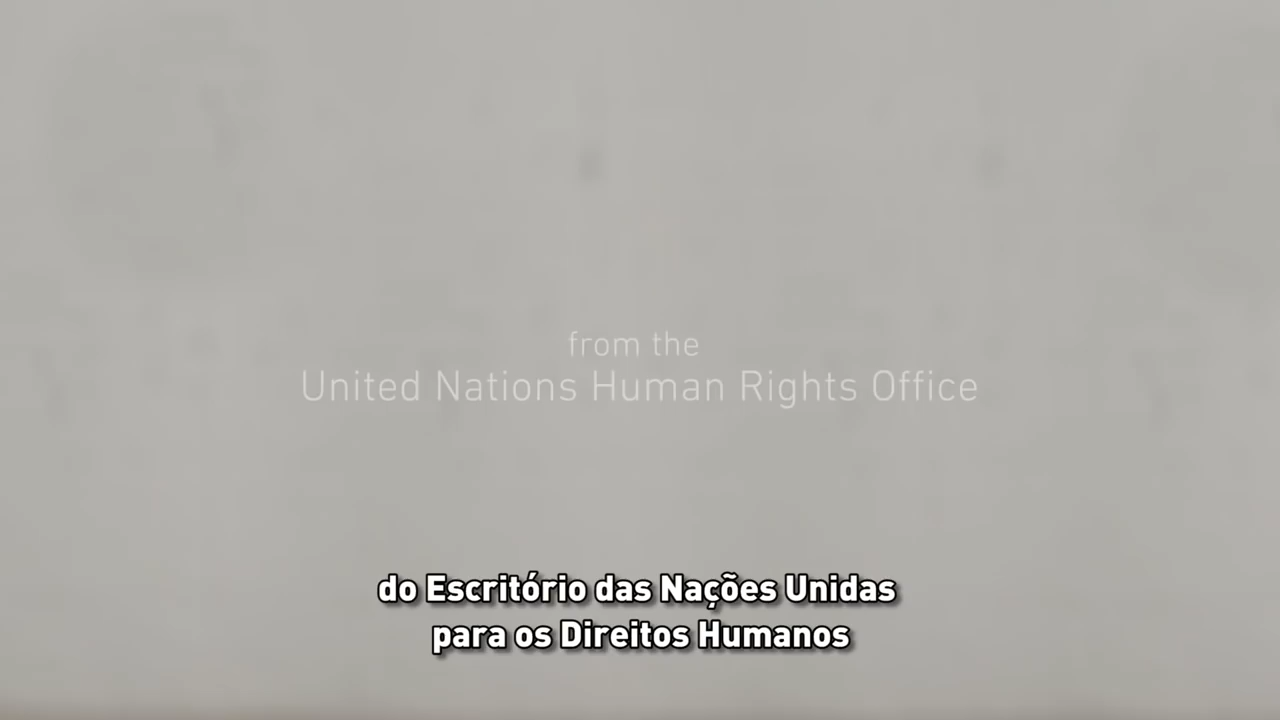 from the
United Nations Human Rights Office
do Escritório das Nações Unidas
para os Direitos Humanos